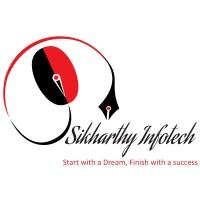 Sikharthy Infotech
Start with a Dream, Finish with a success